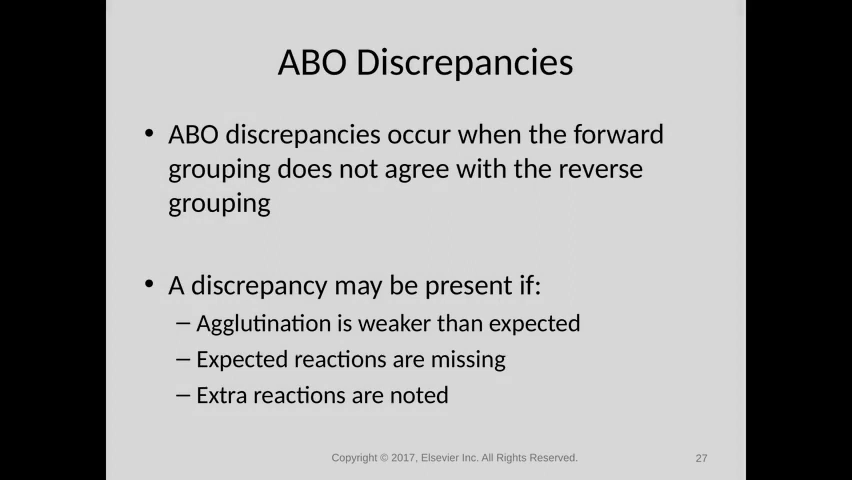 ABO Discrepancies
• ABO discrepancies occur when the forward
grouping does not agree with the reverse
grouping
• A discrepancy may be present if:
– Agglutination is weaker than expected
– Expected reactions are missing
– Extra reactions are noted
Copyright © 2017, Elsevier Inc. All Rights Reserved.
27